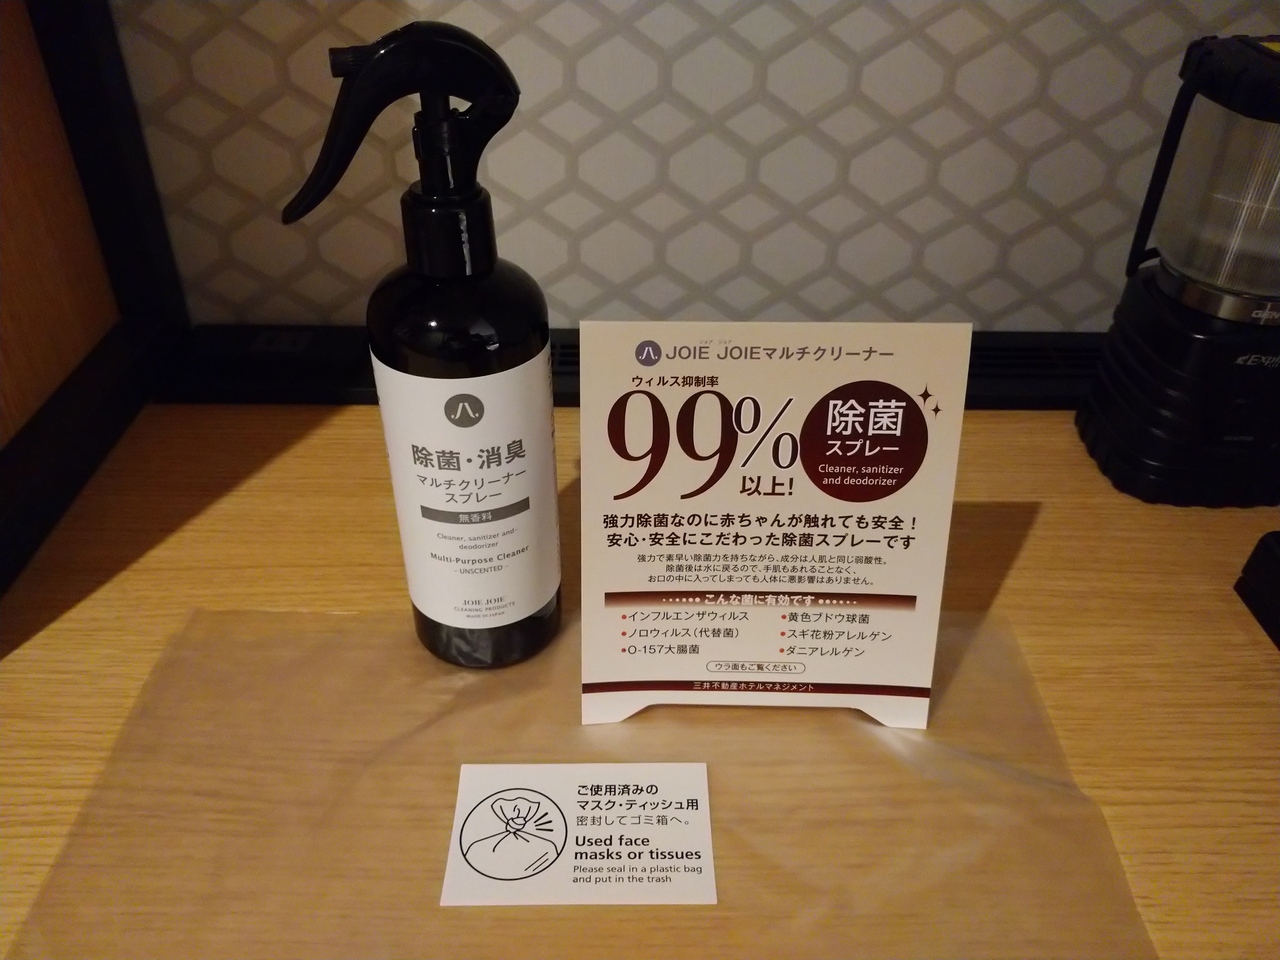 八
除菌・消臭
マルチクリーナー
スプレー
無香料
Cleaner, sanitizer and
deodorizer
Multi-Purpose Cleaner
- UNSCENTED -
JOIE JOIE
CLEANING PRODUCTS
MADE IN JAPAN
八 JOIE JOIEマルチクリーナー
ウィルス抑制率
99%
以上!
除菌
スプレー
Cleaner, sanitizer
and deodorizer
強力除菌なのに赤ちゃんが触れても安全！
安心・安全にこだわった除菌スプレーです
強力で素早い除菌力を持ちながら、成分は人肌と同じ弱酸性。
除菌後は水に戻るので、手肌もあれることなく、
お口の中に入ってしまっても人体に悪影響はありません。
こんな菌に有効です
●インフルエンザウィルス
●ノロウィルス（代替菌）
●O-157大腸菌
●黄色ブドウ球菌
●スギ花粉アレルゲン
●ダニアレルゲン
ウラ面もご覧ください
三井不動産ホテルマネジメント
ご使用済みの
マスク・ティッシュ用
密封してゴミ箱へ。
Used face
masks or tissues
Please seal in a plastic bag
and put in the trash